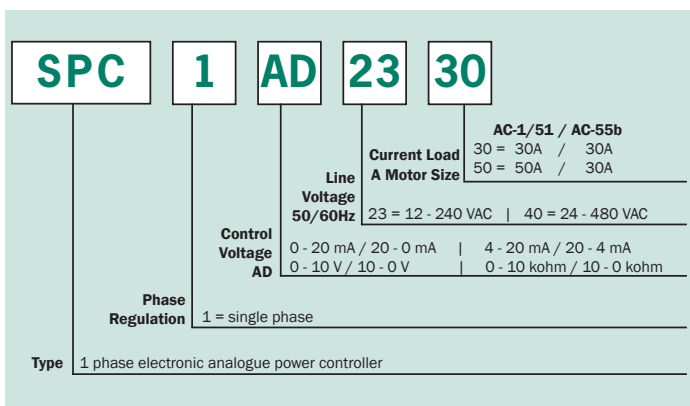 SPC 1 AD 23 30
AC-1/51 / AC-55b
Current Load
A Motor Size
30 = 30A / 30A
50 = 50A / 30A
Line
Voltage
50/60Hz
23 = 12 - 240 VAC | 40 = 24 - 480 VAC
Control
Voltage
AD
0 - 20 mA / 20 - 0 mA | 4 - 20 mA / 20 - 4 mA
0 - 10 V / 10 - 0 V | 0 - 10 kohm / 10 - 0 kohm
Phase
Regulation
1 = single phase
Type
1 phase electronic analogue power controller